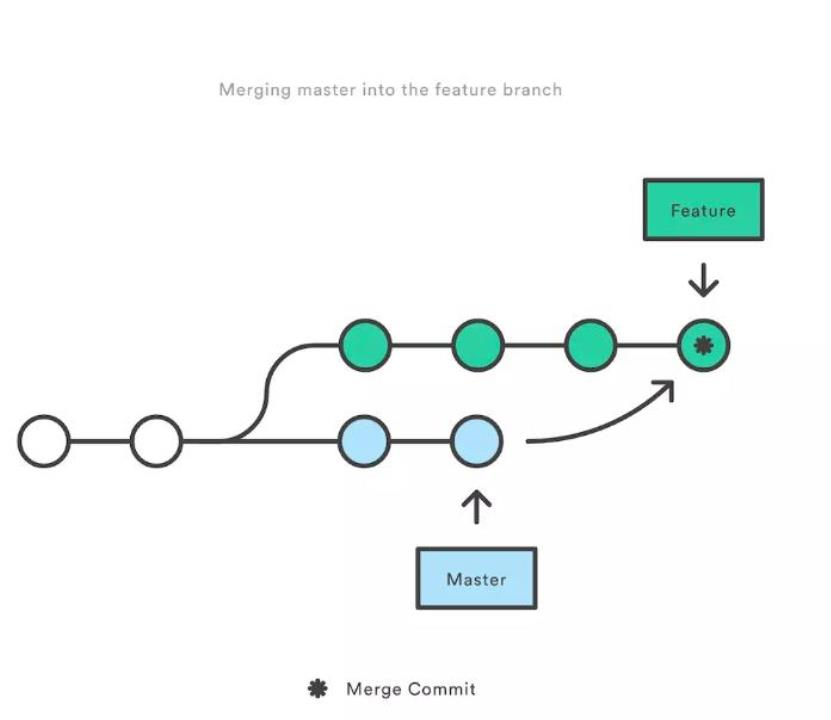 Merging master into the feature branch
Feature
Master
Merge Commit